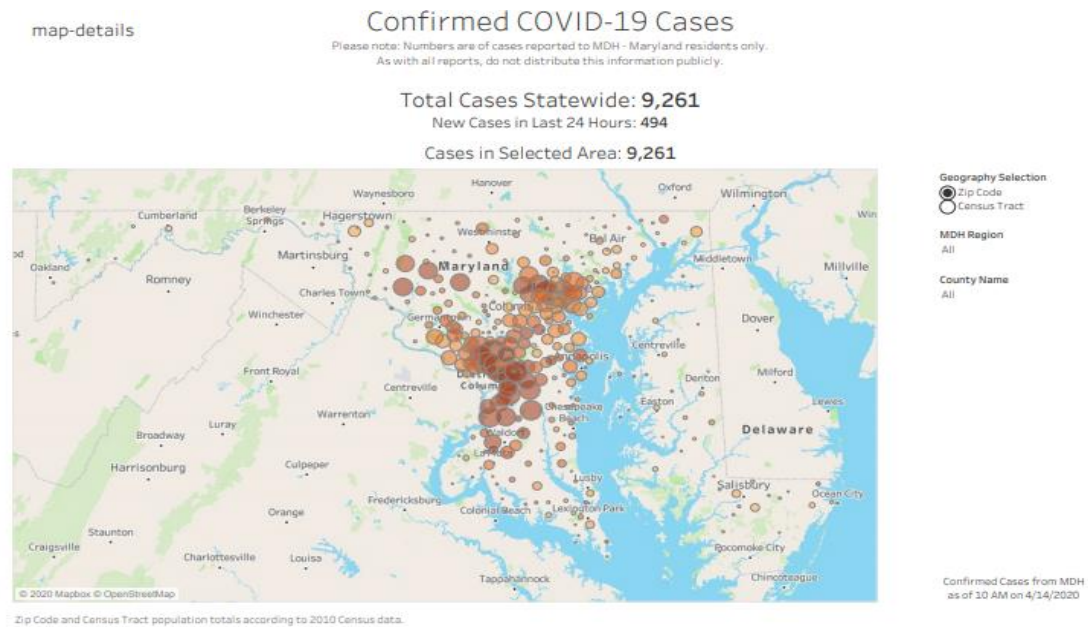 map-details
Confirmed COVID-19 Cases
Please note: Numbers are of cases reported to MDH - Maryland residents only.
As with all reports, do not distribute this information publicly.
Total Cases Statewide: 9,261
New Cases in Last 24 Hours: 494
Cases in Selected Area: 9,261
Geography Selection
Zip Code
Census Tract
MDH Region
All
County Name
All
Waynesboro
Hanover
Oxford
Wilmington
Cumberland
Berkeley
Springs
Hagerstown
Westminster
Bel Air
Martinsburg
Maryland
Middletown
Millville
Oakland
Romney
Charles Town
Winchester
Germantown
Dover
Centreville
Annapolis
Front Royal
Centreville
Denton
Milford
Warrenton
Chesapeake
Beach
Easton
Lewes
Luray
Broadway
Waldorf
Delaware
Harrisonburg
Culpeper
Lusby
Salisbury
Ocean City
Fredericksburg
Orange
Colonial Beach
Lexington Park
Staunton
Craigsville
Charlottesville
Louisa
Pocomoke City
Tappahannock
Chincoteague
© 2020 Mapbox © OpenStreetMap
Confirmed Cases from MDH
as of 10 AM on 4/14/2020
Zip Code and Census Tract population totals according to 2010 Census data.